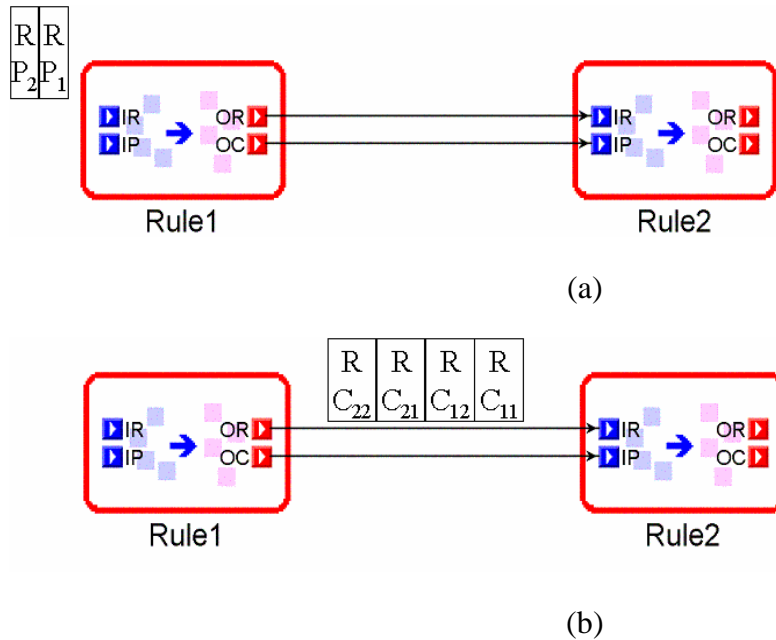 R R
P₂ P₁
IR OR IR OR
IP OC IP OC
Rule1 Rule2
(a)
R R R R
C₂₂ C₂₁ C₁₂ C₁₁
IR OR IR OR
IP OC IP OC
Rule1 Rule2
(b)